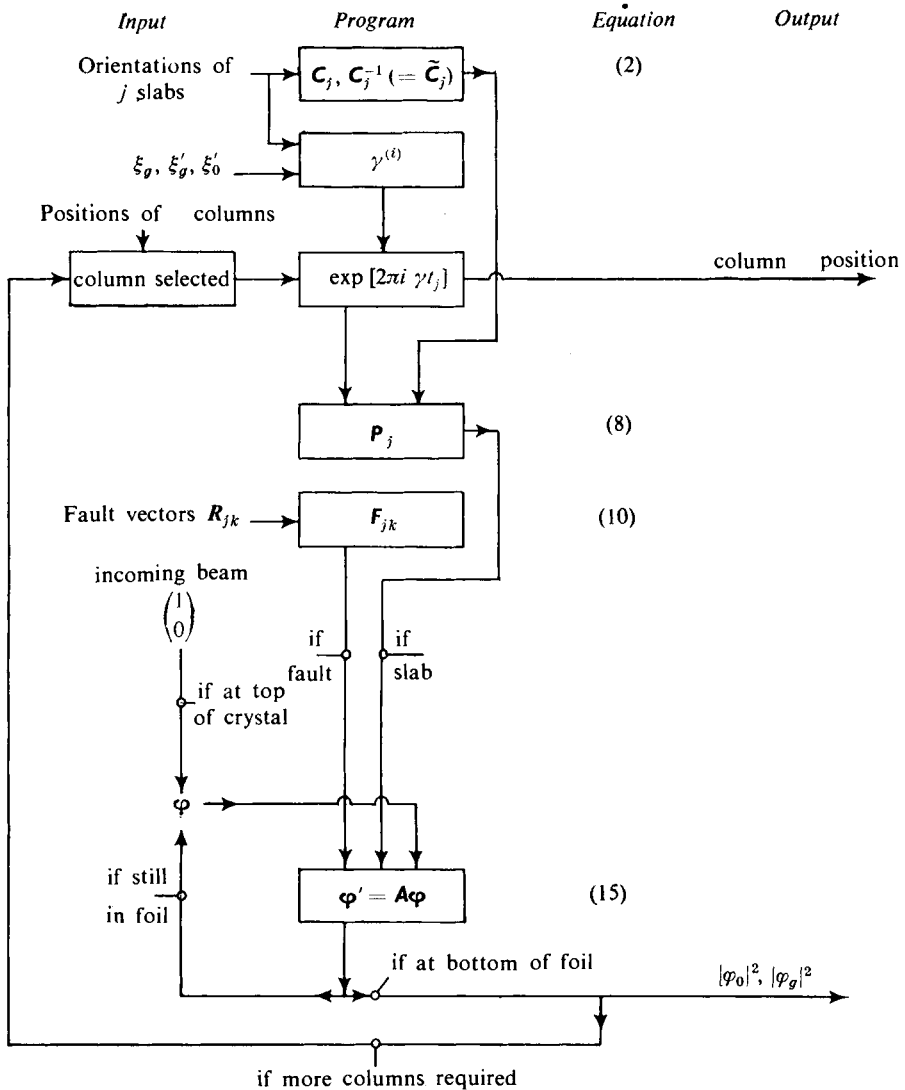 Input Program Equation Output
Orientations of
j slabs
C_j, C_j^{-1} (= C̃_j)
(2)
ξ_g, ξ'_g, ξ'_0
γ^{(i)}
Positions of columns
column selected
exp [2πi γt_j]
column position
P_j
(8)
Fault vectors R_{jk}
F_{jk}
(10)
incoming beam
(1
0)
if
fault
if
slab
if at top
of crystal
φ
if still
in foil
φ′ = Aφ
(15)
if at bottom of foil
|φ_0|^2, |φ_g|^2
if more columns required